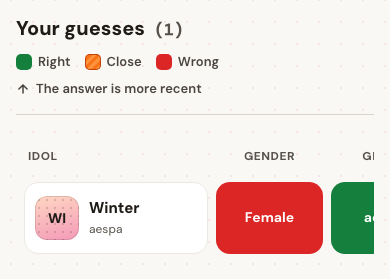 Your guesses (1)
Right Close Wrong
↑ The answer is more recent
IDOL GENDER
WI Winter Female
aespa